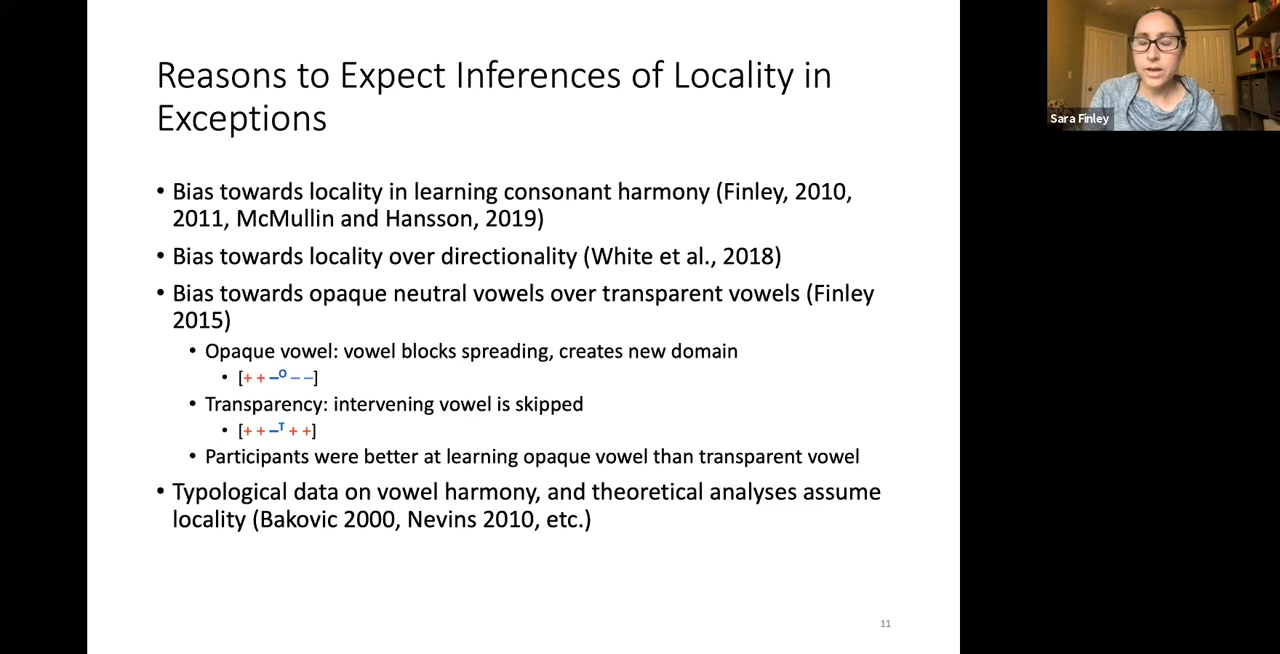 Reasons to Expect Inferences of Locality in
Exceptions
• Bias towards locality in learning consonant harmony (Finley, 2010,
2011, McMullin and Hansson, 2019)
• Bias towards locality over directionality (White et al., 2018)
• Bias towards opaque neutral vowels over transparent vowels (Finley
2015)
• Opaque vowel: vowel blocks spreading, creates new domain
• [+ + –ᴼ – –]
• Transparency: intervening vowel is skipped
• [+ + –ᵀ + +]
• Participants were better at learning opaque vowel than transparent vowel
• Typological data on vowel harmony, and theoretical analyses assume
locality (Bakovic 2000, Nevins 2010, etc.)
11
Sara Finley